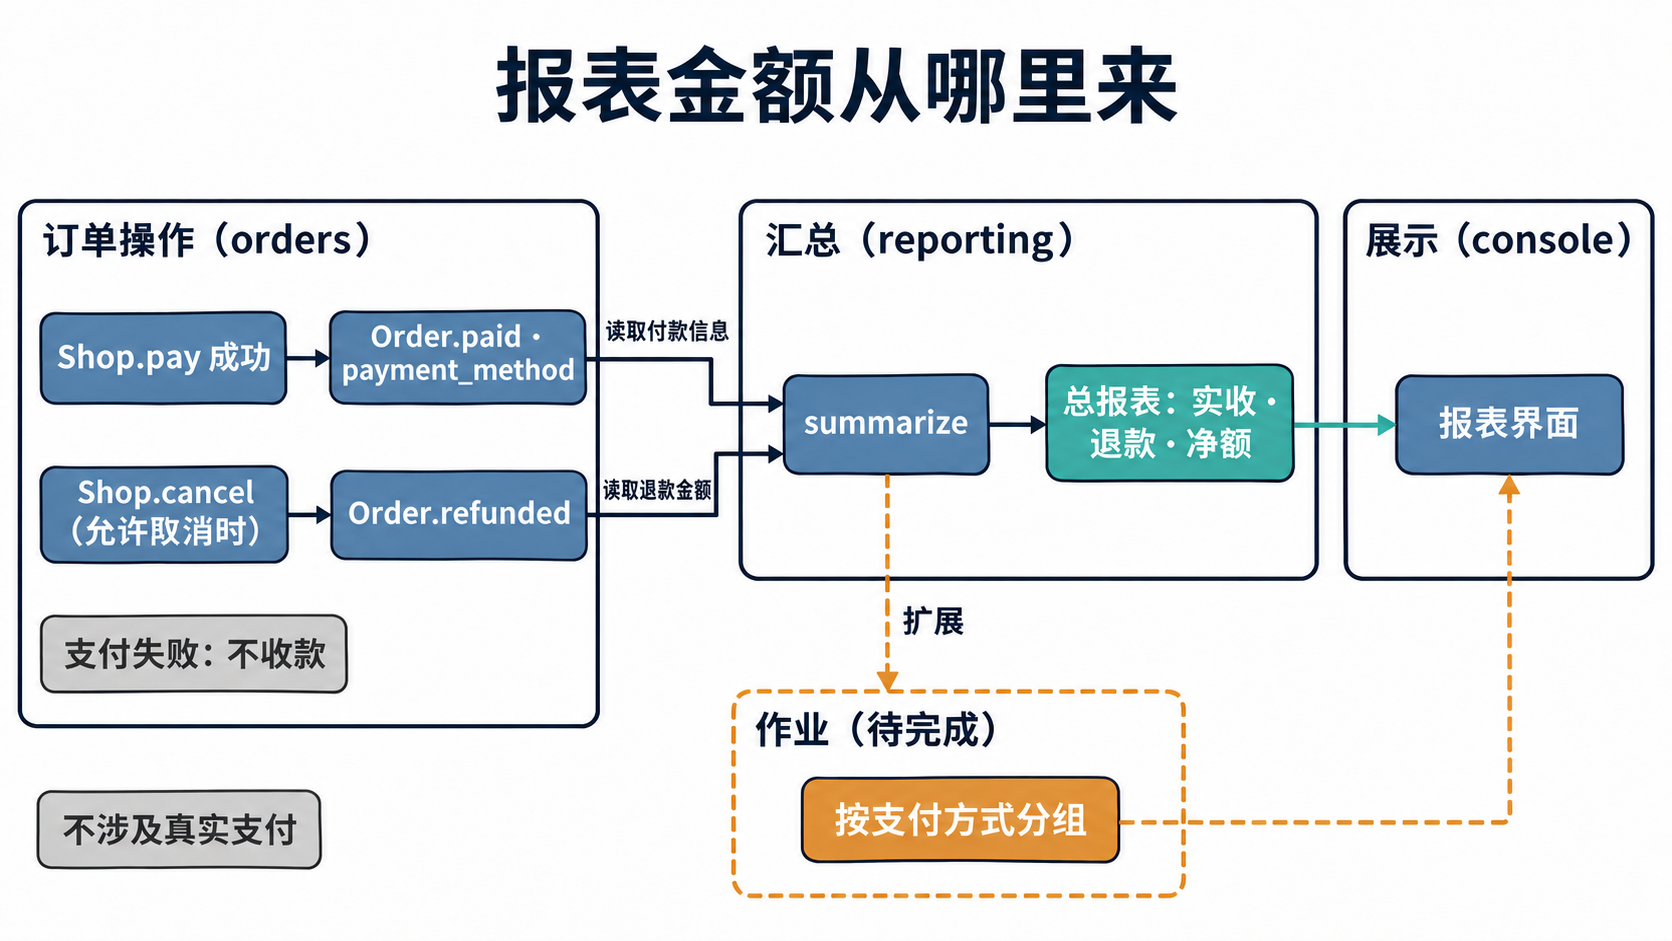 报表金额从哪里来
订单操作（orders）
Shop.pay 成功
Order.paid ·
payment_method
读取付款信息
Shop.cancel
（允许取消时）
Order.refunded
读取退款金额
支付失败：不收款
不涉及真实支付
汇总（reporting）
summarize
总报表：实收 ·
退款 · 净额
展示（console）
报表界面
扩展
作业（待完成）
按支付方式分组